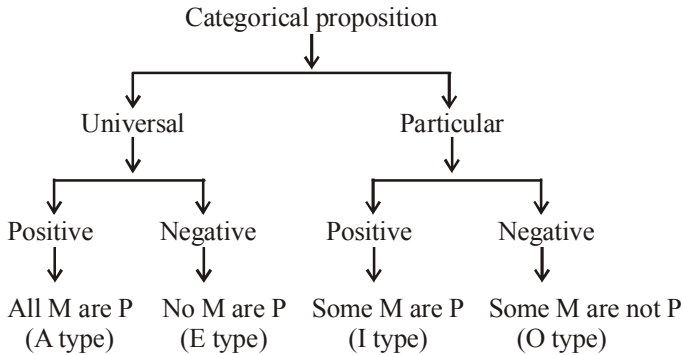 Categorical proposition
Universal Particular
Positive Negative Positive Negative
All M are P No M are P Some M are P Some M are not P
(A type) (E type) (I type) (O type)